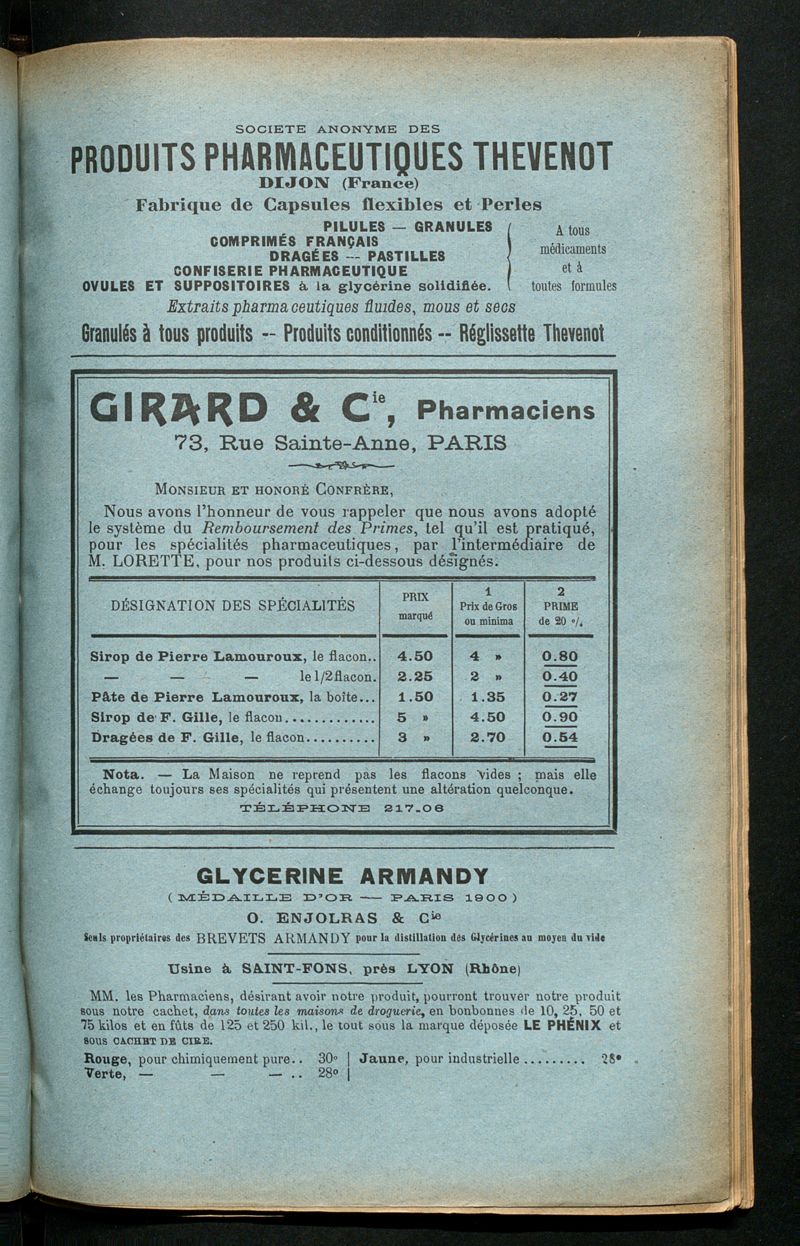 SOCIETE ANONYME DES
PRODUITS PHARMACEUTIQUES THEVENOT
DIJON (France)
Fabrique de Capsules flexibles et Perles
PILULES — GRANULES
COMPRIMÉS FRANÇAIS
DRAGÉES -- PASTILLES
CONFISERIE PHARMACEUTIQUE
OVULES ET SUPPOSITOIRES à la glycérine solidifiée.
A tous
médicaments
et à
toutes formules
Extraits pharmaceutiques fluides, mous et secs
Granulés à tous produits -- Produits conditionnés -- Réglissette Thevenot
GIRARD & Cie, Pharmaciens
73, Rue Sainte-Anne, PARIS
MONSIEUR ET HONORÉ CONFRÈRE,
Nous avons l'honneur de vous rappeler que nous avons adopté
le système du Remboursement des Primes, tel qu'il est pratiqué,
pour les spécialités pharmaceutiques, par l'intermédiaire de
M. LORETTE, pour nos produits ci-dessous désignés.
DÉSIGNATION DES SPÉCIALITÉS | PRIX marqué | 1 Prix de Gros ou minima | 2 PRIME de 20 %
Sirop de Pierre Lamouroux, le flacon.. 4.50 4 » 0.80
— — — le 1/2 flacon. 2.25 2 » 0.40
Pâte de Pierre Lamouroux, la boîte... 1.50 1.35 0.27
Sirop de F. Gille, le flacon............. 5 » 4.50 0.90
Dragées de F. Gille, le flacon.......... 3 » 2.70 0.54
Nota. — La Maison ne reprend pas les flacons vides ; mais elle
échange toujours ses spécialités qui présentent une altération quelconque.
TÉLÉPHONE 217.06
GLYCERINE ARMANDY
(MÉDAILLE D'OR — PARIS 1900)
O. ENJOLRAS & Cie
Seuls propriétaires des BREVETS ARMANDY pour la distillation des Glycérines au moyen du vide
Usine à SAINT-FONS, près LYON (Rhône)
MM. les Pharmaciens, désirant avoir notre produit, pourront trouver notre produit
sous notre cachet, dans toutes les maisons de droguerie, en bonbonnes de 10, 25, 50 et
75 kilos et en fûts de 125 et 250 kil., le tout sous la marque déposée LE PHÉNIX et
sous CACHET DE CIRE.
Rouge, pour chimiquement pure.. 30° | Jaune, pour industrielle ......... 28°
Verte, — — — .. 28° |